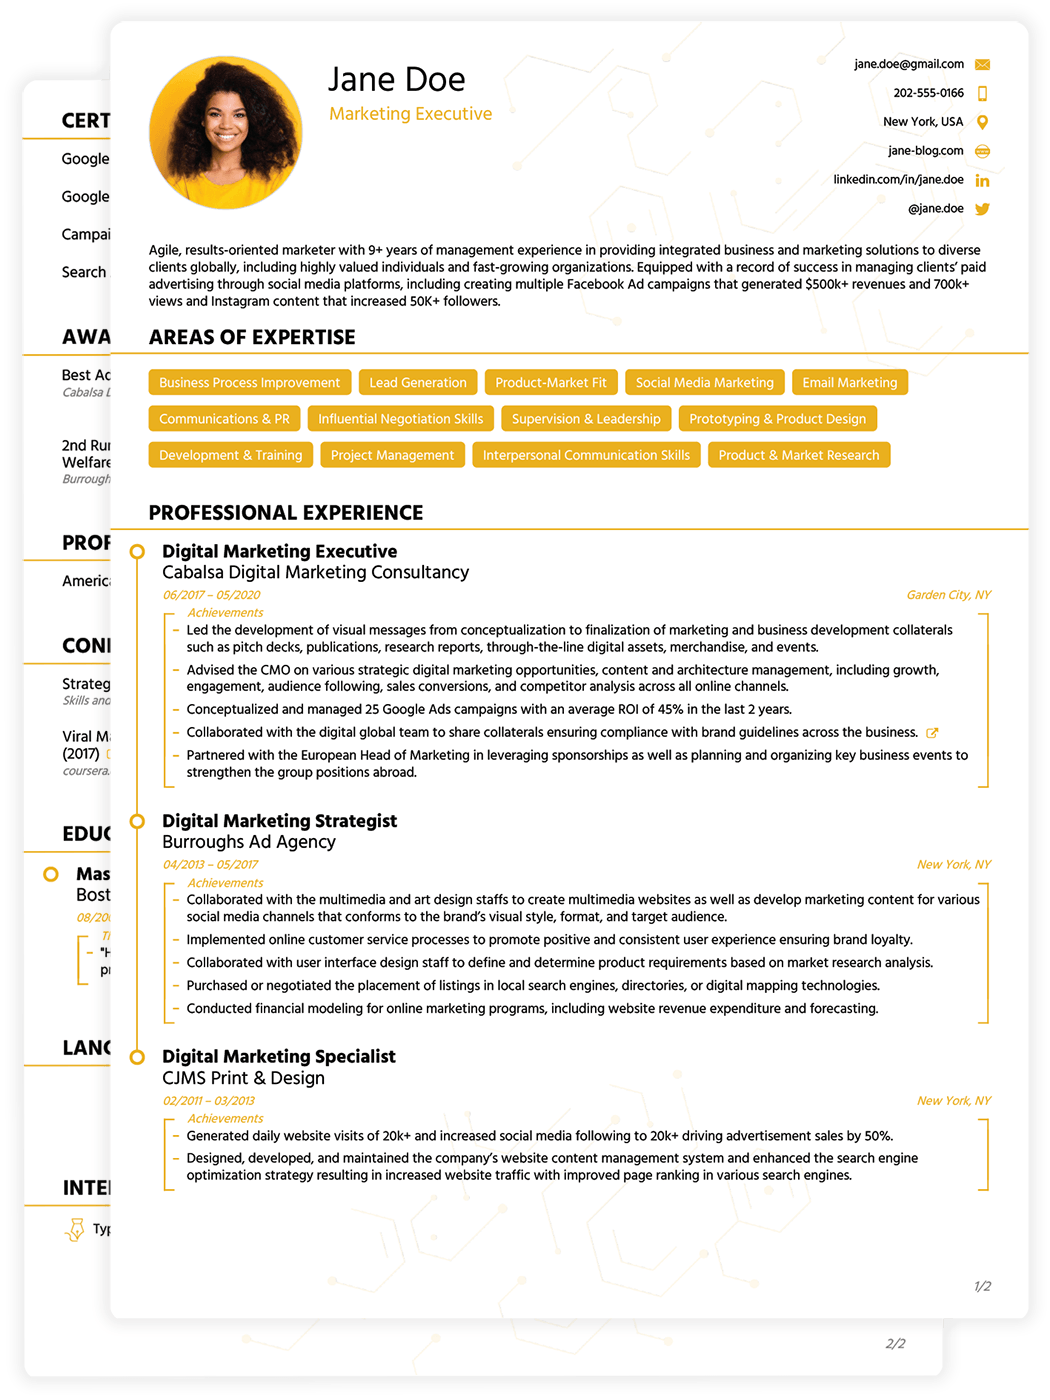 Jane Doe
Marketing Executive
jane.doe@gmail.com
202-555-0166
New York, USA
jane-blog.com
linkedin.com/in/jane.doe
@jane.doe
Agile, results-oriented marketer with 9+ years of management experience in providing integrated business and marketing solutions to diverse
clients globally, including highly valued individuals and fast-growing organizations. Equipped with a record of success in managing clients' paid
advertising through social media platforms, including creating multiple Facebook Ad campaigns that generated $500k+ revenues and 700k+
views and Instagram content that increased 50K+ followers.
AREAS OF EXPERTISE
Business Process Improvement Lead Generation Product-Market Fit Social Media Marketing Email Marketing
Communications & PR Influential Negotiation Skills Supervision & Leadership Prototyping & Product Design
Development & Training Project Management Interpersonal Communication Skills Product & Market Research
PROFESSIONAL EXPERIENCE
Digital Marketing Executive
Cabalsa Digital Marketing Consultancy
06/2017 – 05/2020 Garden City, NY
Achievements
– Led the development of visual messages from conceptualization to finalization of marketing and business development collaterals
such as pitch decks, publications, research reports, through-the-line digital assets, merchandise, and events.
– Advised the CMO on various strategic digital marketing opportunities, content and architecture management, including growth,
engagement, audience following, sales conversions, and competitor analysis across all online channels.
– Conceptualized and managed 25 Google Ads campaigns with an average ROI of 45% in the last 2 years.
– Collaborated with the digital global team to share collaterals ensuring compliance with brand guidelines across the business.
– Partnered with the European Head of Marketing in leveraging sponsorships as well as planning and organizing key business events to
strengthen the group positions abroad.
Digital Marketing Strategist
Burroughs Ad Agency
04/2013 – 05/2017 New York, NY
Achievements
– Collaborated with the multimedia and art design staffs to create multimedia websites as well as develop marketing content for various
social media channels that conforms to the brand's visual style, format, and target audience.
– Implemented online customer service processes to promote positive and consistent user experience ensuring brand loyalty.
– Collaborated with user interface design staff to define and determine product requirements based on market research analysis.
– Purchased or negotiated the placement of listings in local search engines, directories, or digital mapping technologies.
– Conducted financial modeling for online marketing programs, including website revenue expenditure and forecasting.
Digital Marketing Specialist
CJMS Print & Design
02/2011 – 03/2013 New York, NY
Achievements
– Generated daily website visits of 20k+ and increased social media following to 20k+ driving advertisement sales by 50%.
– Designed, developed, and maintained the company's website content management system and enhanced the search engine
optimization strategy resulting in increased website traffic with improved page ranking in various search engines.
1/2
CERT
Google
Google
Campai
Search
AWA
Best Ad
Cabalsa
2nd Run
Welfare
Burrough
PROF
America
CON
Strateg
Skills and
Viral Ma
(2017)
coursera.
EDUC
Mas
Bost
08/20
T
– "H
pr
LANG
INTE
Typ
2/2